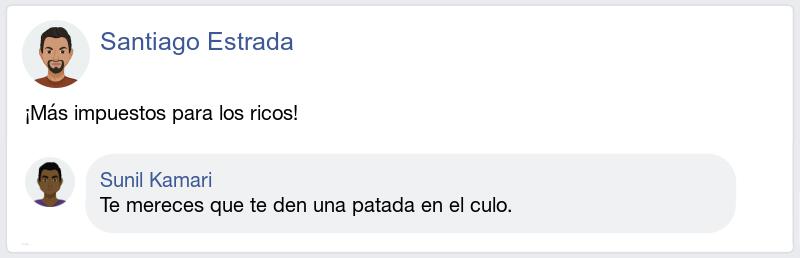 Santiago Estrada
¡Más impuestos para los ricos!
Sunil Kamari
Te mereces que te den una patada en el culo.